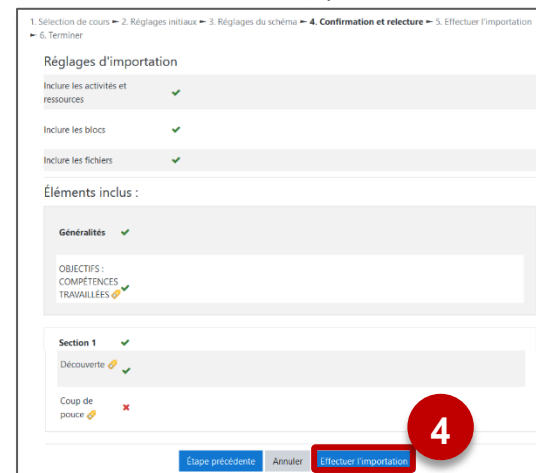 1. Sélection de cours ► 2. Réglages initiaux ► 3. Réglages du schéma ► 4. Confirmation et relecture ► 5. Effectuer l'importation
► 6. Terminer
Réglages d'importation
Inclure les activités et
ressources
Inclure les blocs
Inclure les fichiers
Éléments inclus :
Généralités
OBJECTIFS :
COMPÉTENCES
TRAVAILLÉES
Section 1
Découverte
Coup de
pouce
4
Étape précédente Annuler Effectuer l'importation